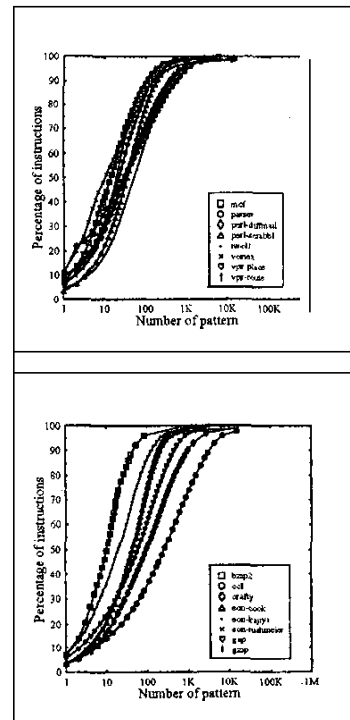 100
90
80
70
60
50
40
30
20
10
0
Percentage of instructions
1 10 100 1K 10K 100K
Number of pattern
mcf
parser
perl-diffmail
perl-scrabbl
twolf
vortex
vpr-place
vpr-route
100
90
80
70
60
50
40
30
20
10
0
Percentage of instructions
1 10 100 1K 10K 100K 1M
Number of pattern
bzip2
crafty
eon-cook
eon-kajiya
eon-rushmeier
gap
gzip